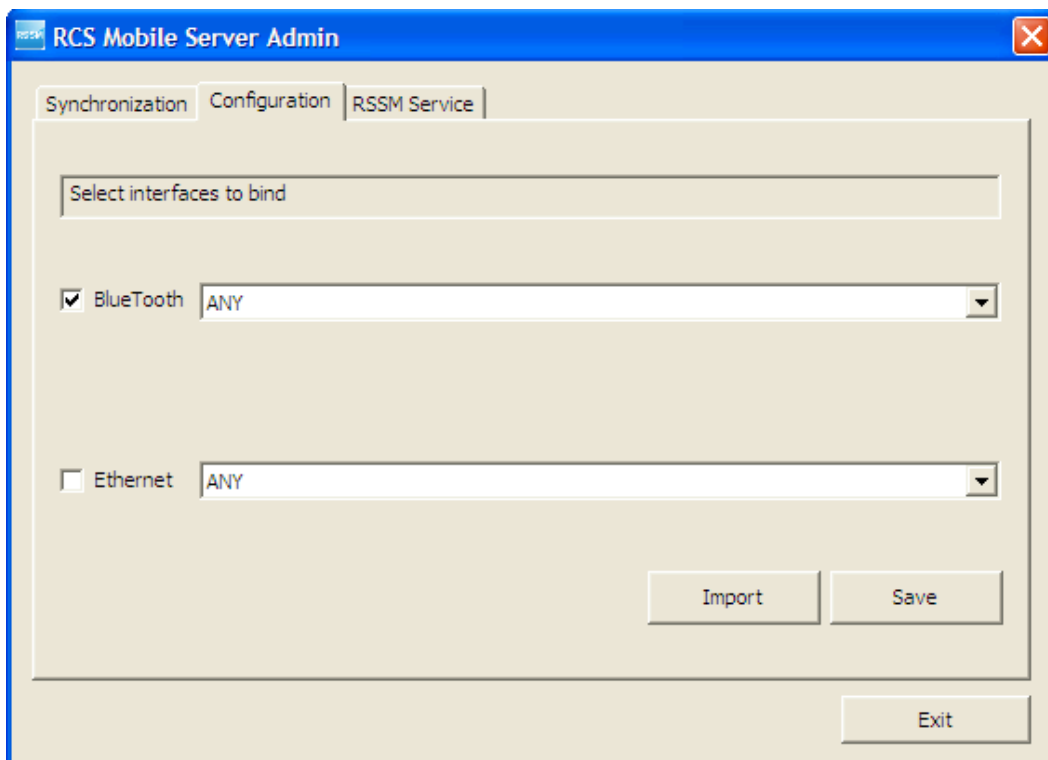 RSSM RCS Mobile Server Admin
Synchronization Configuration RSSM Service
Select interfaces to bind
BlueTooth ANY
Ethernet ANY
Import Save
Exit